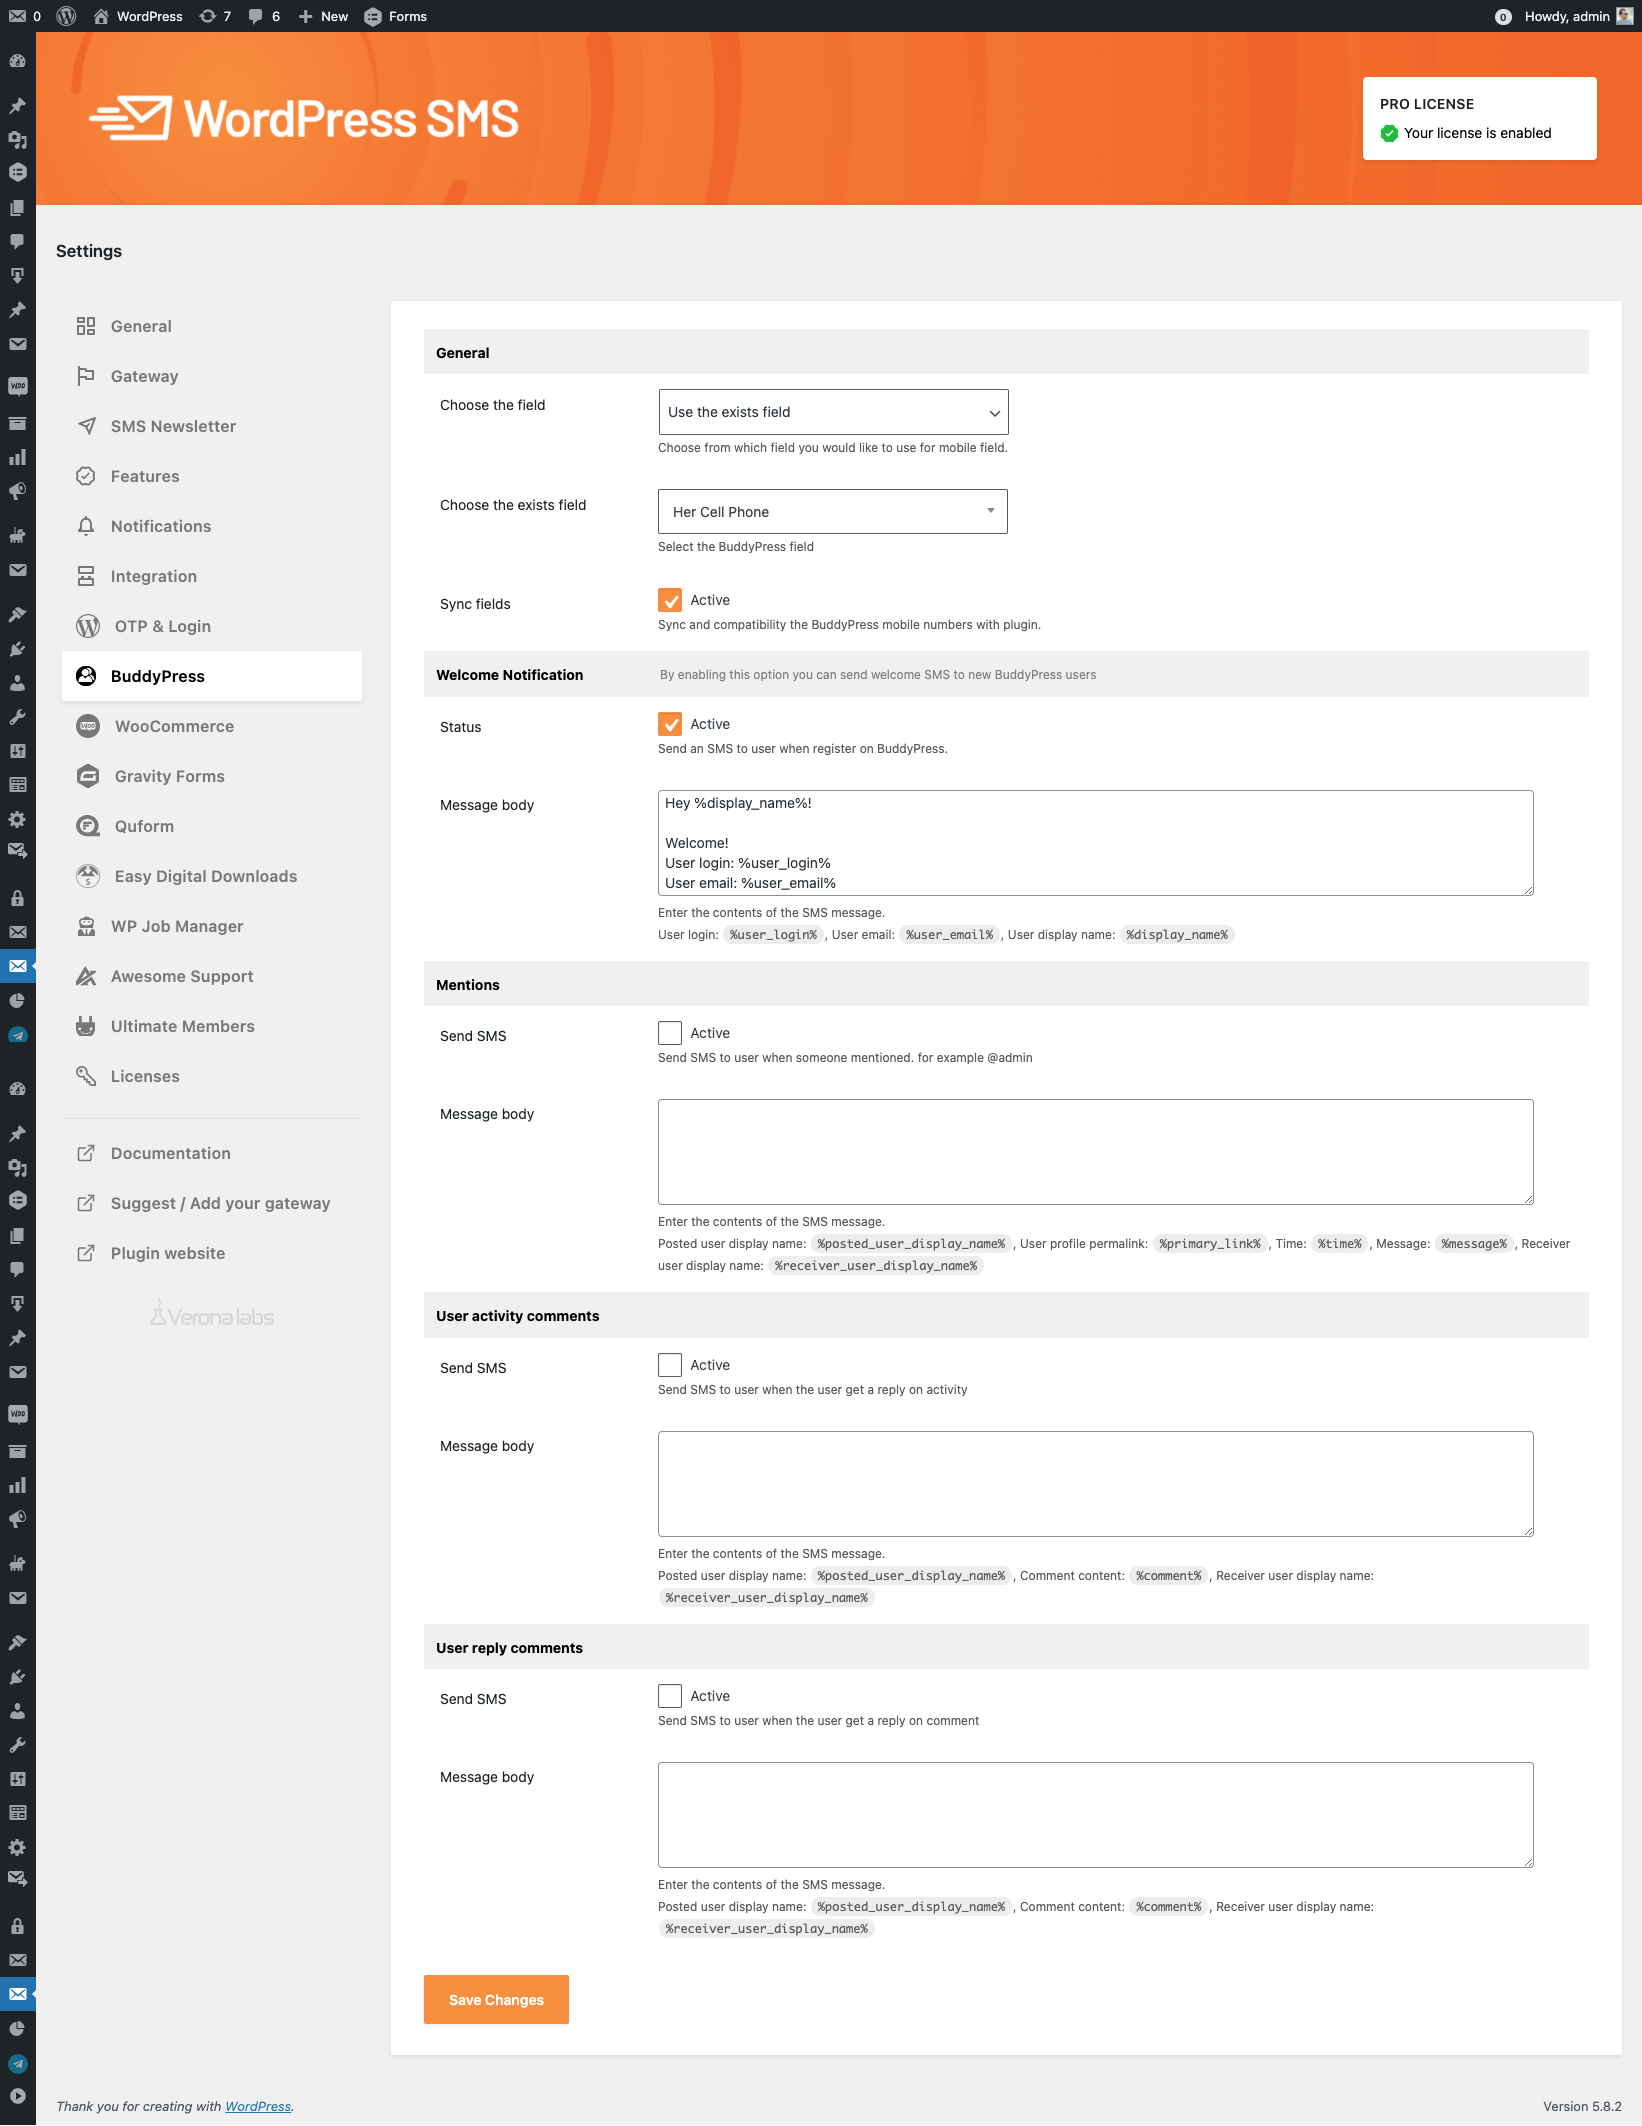 0 WordPress 7 6 New Forms 0 Howdy, admin
WordPress SMS
PRO LICENSE
Your license is enabled
Settings
General
Gateway
SMS Newsletter
Features
Notifications
Integration
OTP & Login
BuddyPress
WooCommerce
Gravity Forms
Quform
Easy Digital Downloads
WP Job Manager
Awesome Support
Ultimate Members
Licenses
Documentation
Suggest / Add your gateway
Plugin website
Verona labs
General
Choose the field
Use the exists field
Choose from which field you would like to use for mobile field.
Choose the exists field
Her Cell Phone
Select the BuddyPress field
Sync fields
Active
Sync and compatibility the BuddyPress mobile numbers with plugin.
Welcome Notification By enabling this option you can send welcome SMS to new BuddyPress users
Status
Active
Send an SMS to user when register on BuddyPress.
Message body
Hey %display_name%!
Welcome!
User login: %user_login%
User email: %user_email%
Enter the contents of the SMS message.
User login: %user_login% , User email: %user_email% , User display name: %display_name%
Mentions
Send SMS
Active
Send SMS to user when someone mentioned. for example @admin
Message body
Enter the contents of the SMS message.
Posted user display name: %posted_user_display_name% , User profile permalink: %primary_link% , Time: %time% , Message: %message% , Receiver
user display name: %receiver_user_display_name%
User activity comments
Send SMS
Active
Send SMS to user when the user get a reply on activity
Message body
Enter the contents of the SMS message.
Posted user display name: %posted_user_display_name% , Comment content: %comment% , Receiver user display name:
%receiver_user_display_name%
User reply comments
Send SMS
Active
Send SMS to user when the user get a reply on comment
Message body
Enter the contents of the SMS message.
Posted user display name: %posted_user_display_name% , Comment content: %comment% , Receiver user display name:
%receiver_user_display_name%
Save Changes
Thank you for creating with WordPress.
Version 5.8.2